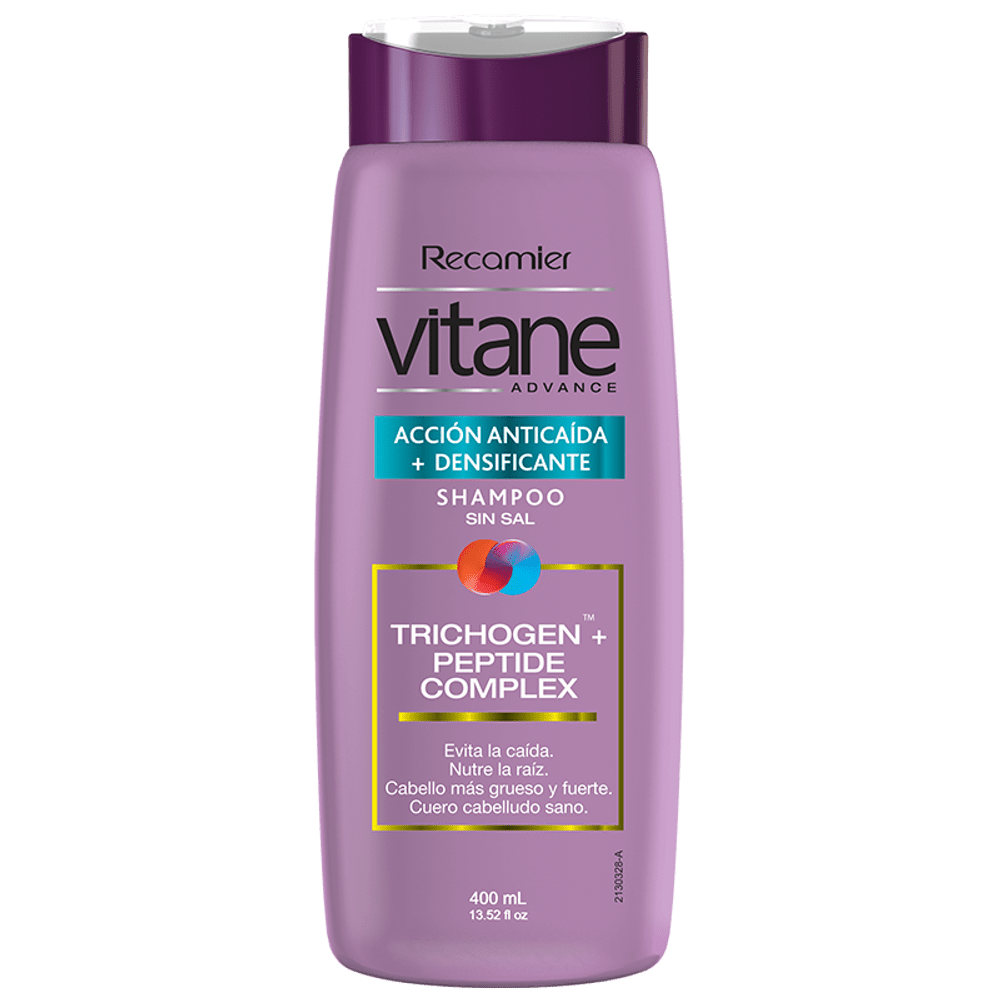 Recamier
vitane
ADVANCE
ACCIÓN ANTICAÍDA
+ DENSIFICANTE
SHAMPOO
SIN SAL
TRICHOGEN™ +
PEPTIDE
COMPLEX
Evita la caída.
Nutre la raíz.
Cabello más grueso y fuerte.
Cuero cabelludo sano.
2130328-A
400 mL
13.52 fl oz